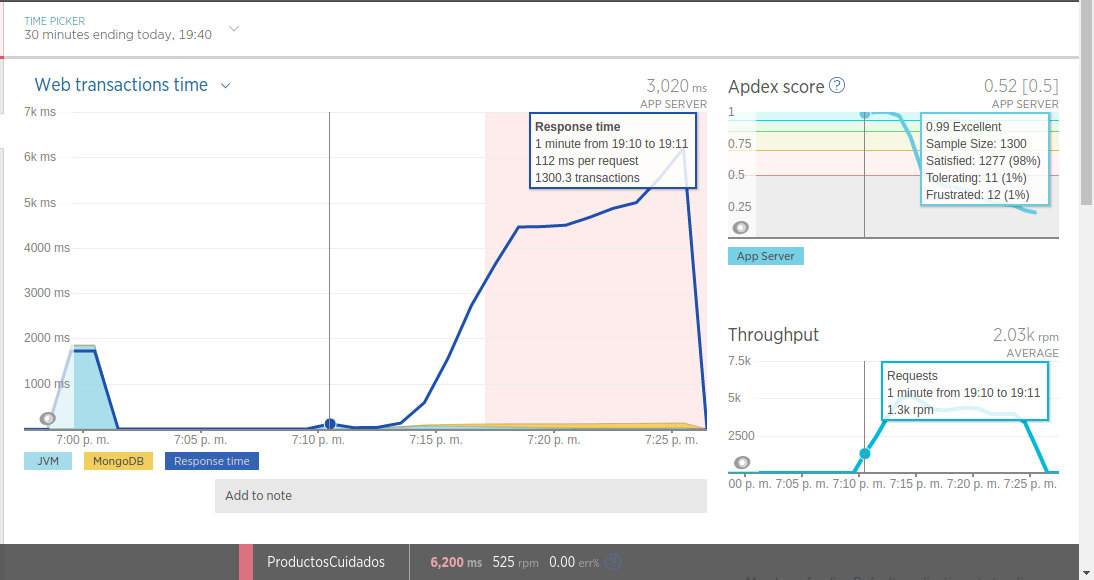 TIME PICKER
30 minutes ending today, 19:40
Web transactions time
3,020 ms
APP SERVER
7k ms
6k ms
5k ms
4000 ms
3000 ms
2000 ms
1000 ms
Response time
1 minute from 19:10 to 19:11
112 ms per request
1300.3 transactions
7:00 p. m.
7:05 p. m.
7:10 p. m.
7:15 p. m.
7:20 p. m.
7:25 p. m.
JVM
MongoDB
Response time
Add to note
Apdex score ?
0.52 [0.5]
APP SERVER
1
0.75
0.5
0.25
0.99 Excellent
Sample Size: 1300
Satisfied: 1277 (98%)
Tolerating: 11 (1%)
Frustrated: 12 (1%)
App Server
Throughput
2.03k rpm
AVERAGE
7.5k
5k
2500
Requests
1 minute from 19:10 to 19:11
1.3k rpm
00 p. m. 7:05 p. m. 7:10 p. m. 7:15 p. m. 7:20 p. m. 7:25 p. m.
ProductosCuidados
6,200 ms 525 rpm 0.00 err% ?